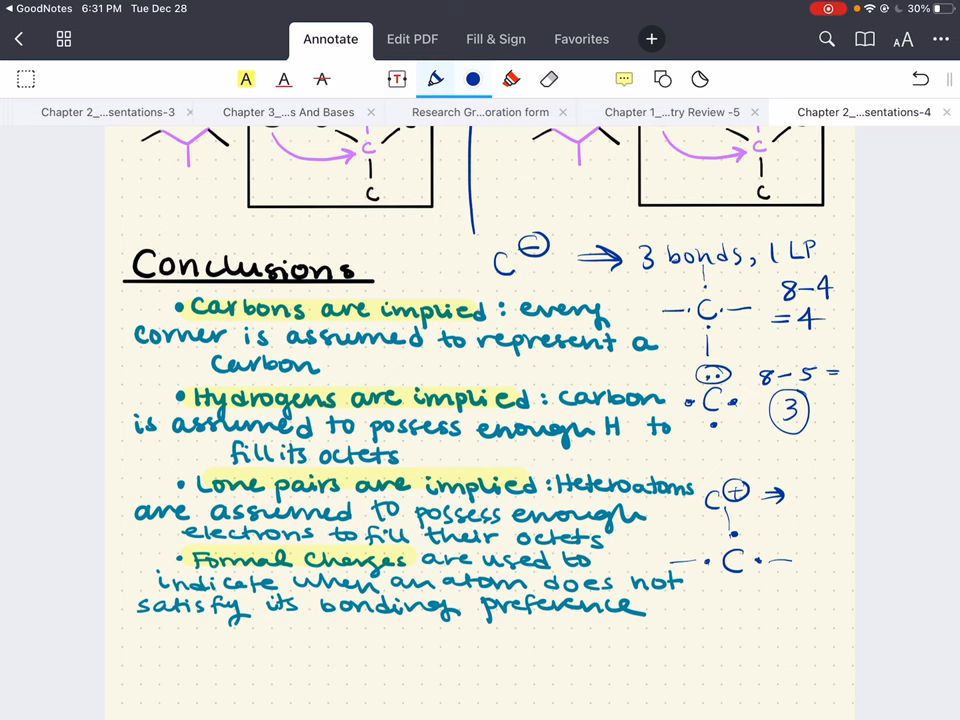 GoodNotes 6:31 PM Tue Dec 28 30%
Annotate Edit PDF Fill & Sign Favorites
AA
A A A T
Chapter 2_...sentations-3 Chapter 3_...s And Bases Research Gr...oration form Chapter 1_...try Review -5 Chapter 2_...sentations-4
C C
C C
C ⊖ ⇒ 3 bonds, 1 LP
Conclusions
8-4
= 4
• Carbons are implied : every
corner is assumed to represent a
Carbon
C
8 - 5 =
3
• Hydrogens are implied : carbon
is assumed to possess enough H to
fill its octets
C
• Lone pairs are implied : Heteroatoms
are assumed to possess enough
electrons to fill their octets
C ⊕ ⇒
C
• Formal Charges are used to
indicate when an atom does not
satisfy its bonding preference